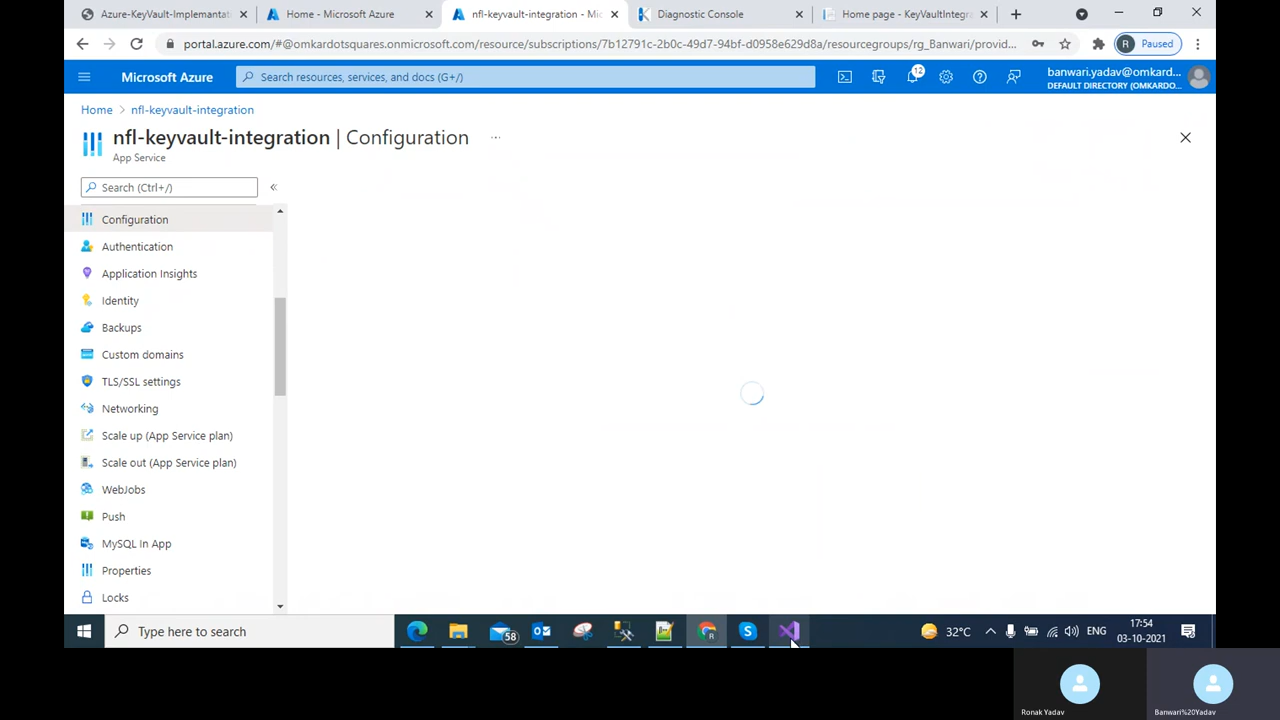 Azure-KeyVault-Implemantat
Home - Microsoft Azure
nfl-keyvault-integration - Mic
Diagnostic Console
Home page - KeyVaultIntegr
portal.azure.com/#@omkardotsquares.onmicrosoft.com/resource/subscriptions/7b12791c-2b0c-49d7-94bf-d0958e629d8a/resourcegroups/rg_Banwari/provid...
R Paused
Microsoft Azure
Search resources, services, and docs (G+/)
12
banwari.yadav@omkard...
DEFAULT DIRECTORY (OMKARDO...
Home > nfl-keyvault-integration
nfl-keyvault-integration | Configuration
App Service
Search (Ctrl+/)
Configuration
Authentication
Application Insights
Identity
Backups
Custom domains
TLS/SSL settings
Networking
Scale up (App Service plan)
Scale out (App Service plan)
WebJobs
Push
MySQL In App
Properties
Locks
Type here to search
58
32°C
ENG
17:54
03-10-2021
Ronak Yadav
Banwari%20Yadav